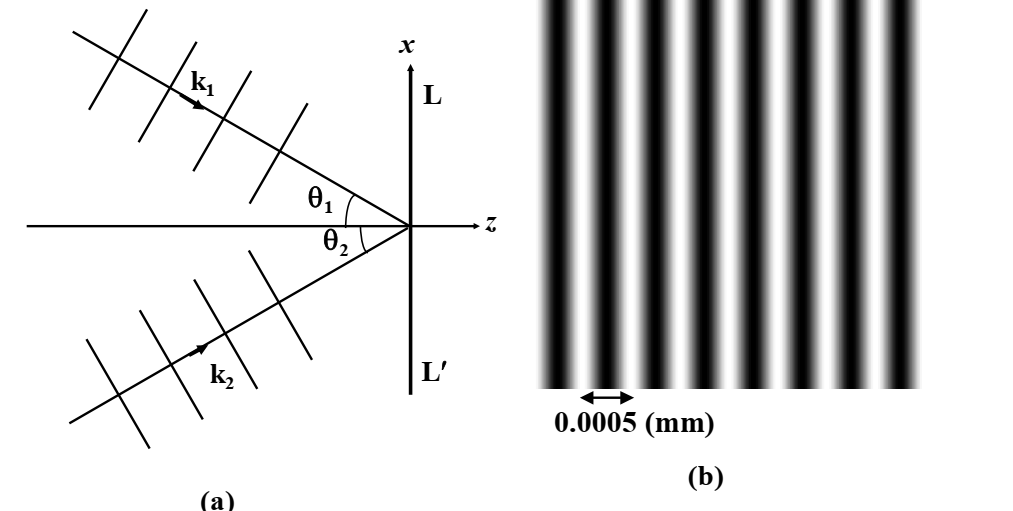 x
L
k₁
θ₁
z
θ₂
k₂
L′
(a)
0.0005 (mm)
(b)